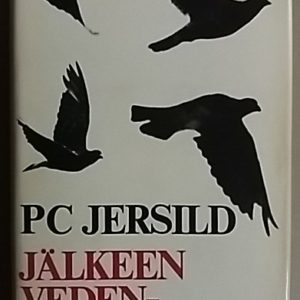 PC JERSILD
JÄLKEEN
VEDEN-